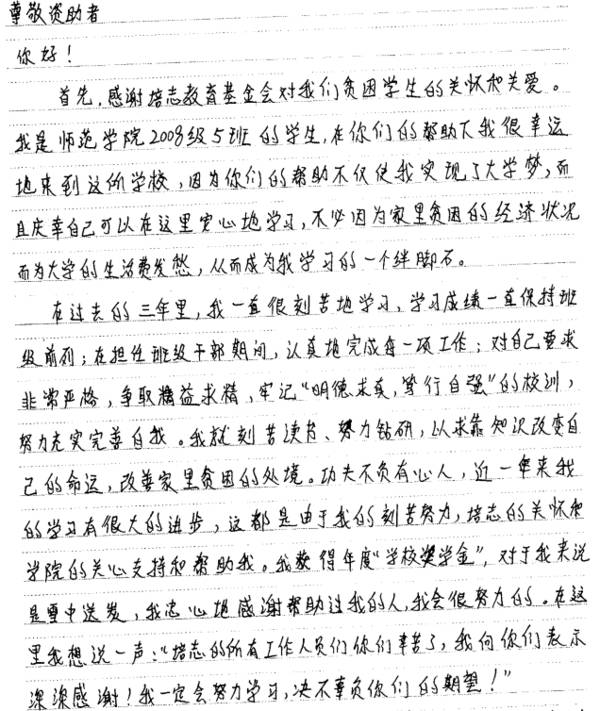 尊敬资助者
你好！
首先，感谢培志教育基金会对我们贫困学生的关怀和关爱。
我是师范学院2008级5班的学生，在你们的帮助下我很幸运
地来到这所学校，因为你们的帮助不仅使我实现了大学梦，而
且庆幸自己可以在这里安心地学习，不必因为家里贫困的经济状况
而为大学的生活费发愁，从而成为我学习的一个绊脚石。
在过去的三年里，我一直很刻苦地学习，学习成绩一直保持班
级前列；在担任班级干部期间，认真地完成每一项工作；对自己要求
非常严格，争取精益求精，牢记“明德求真，笃行自强”的校训，
努力充实完善自我。我就刻苦读书、努力钻研，以求靠知识改变自
己的命运，改善家里贫困的处境。功夫不负有心人，近一年来我
的学习有很大的进步，这都是由于我的刻苦努力，培志的关怀和
学院的关心支持和帮助我。我获得年度“学校奖学金”，对于我来说
是雪中送炭，我忠心地感谢帮助过我的人，我会很努力的。在这
里我想说一声：“培志的所有工作人员们你们辛苦了，我向你们表示
深深感谢！我一定会努力学习，决不辜负你们的期望！”